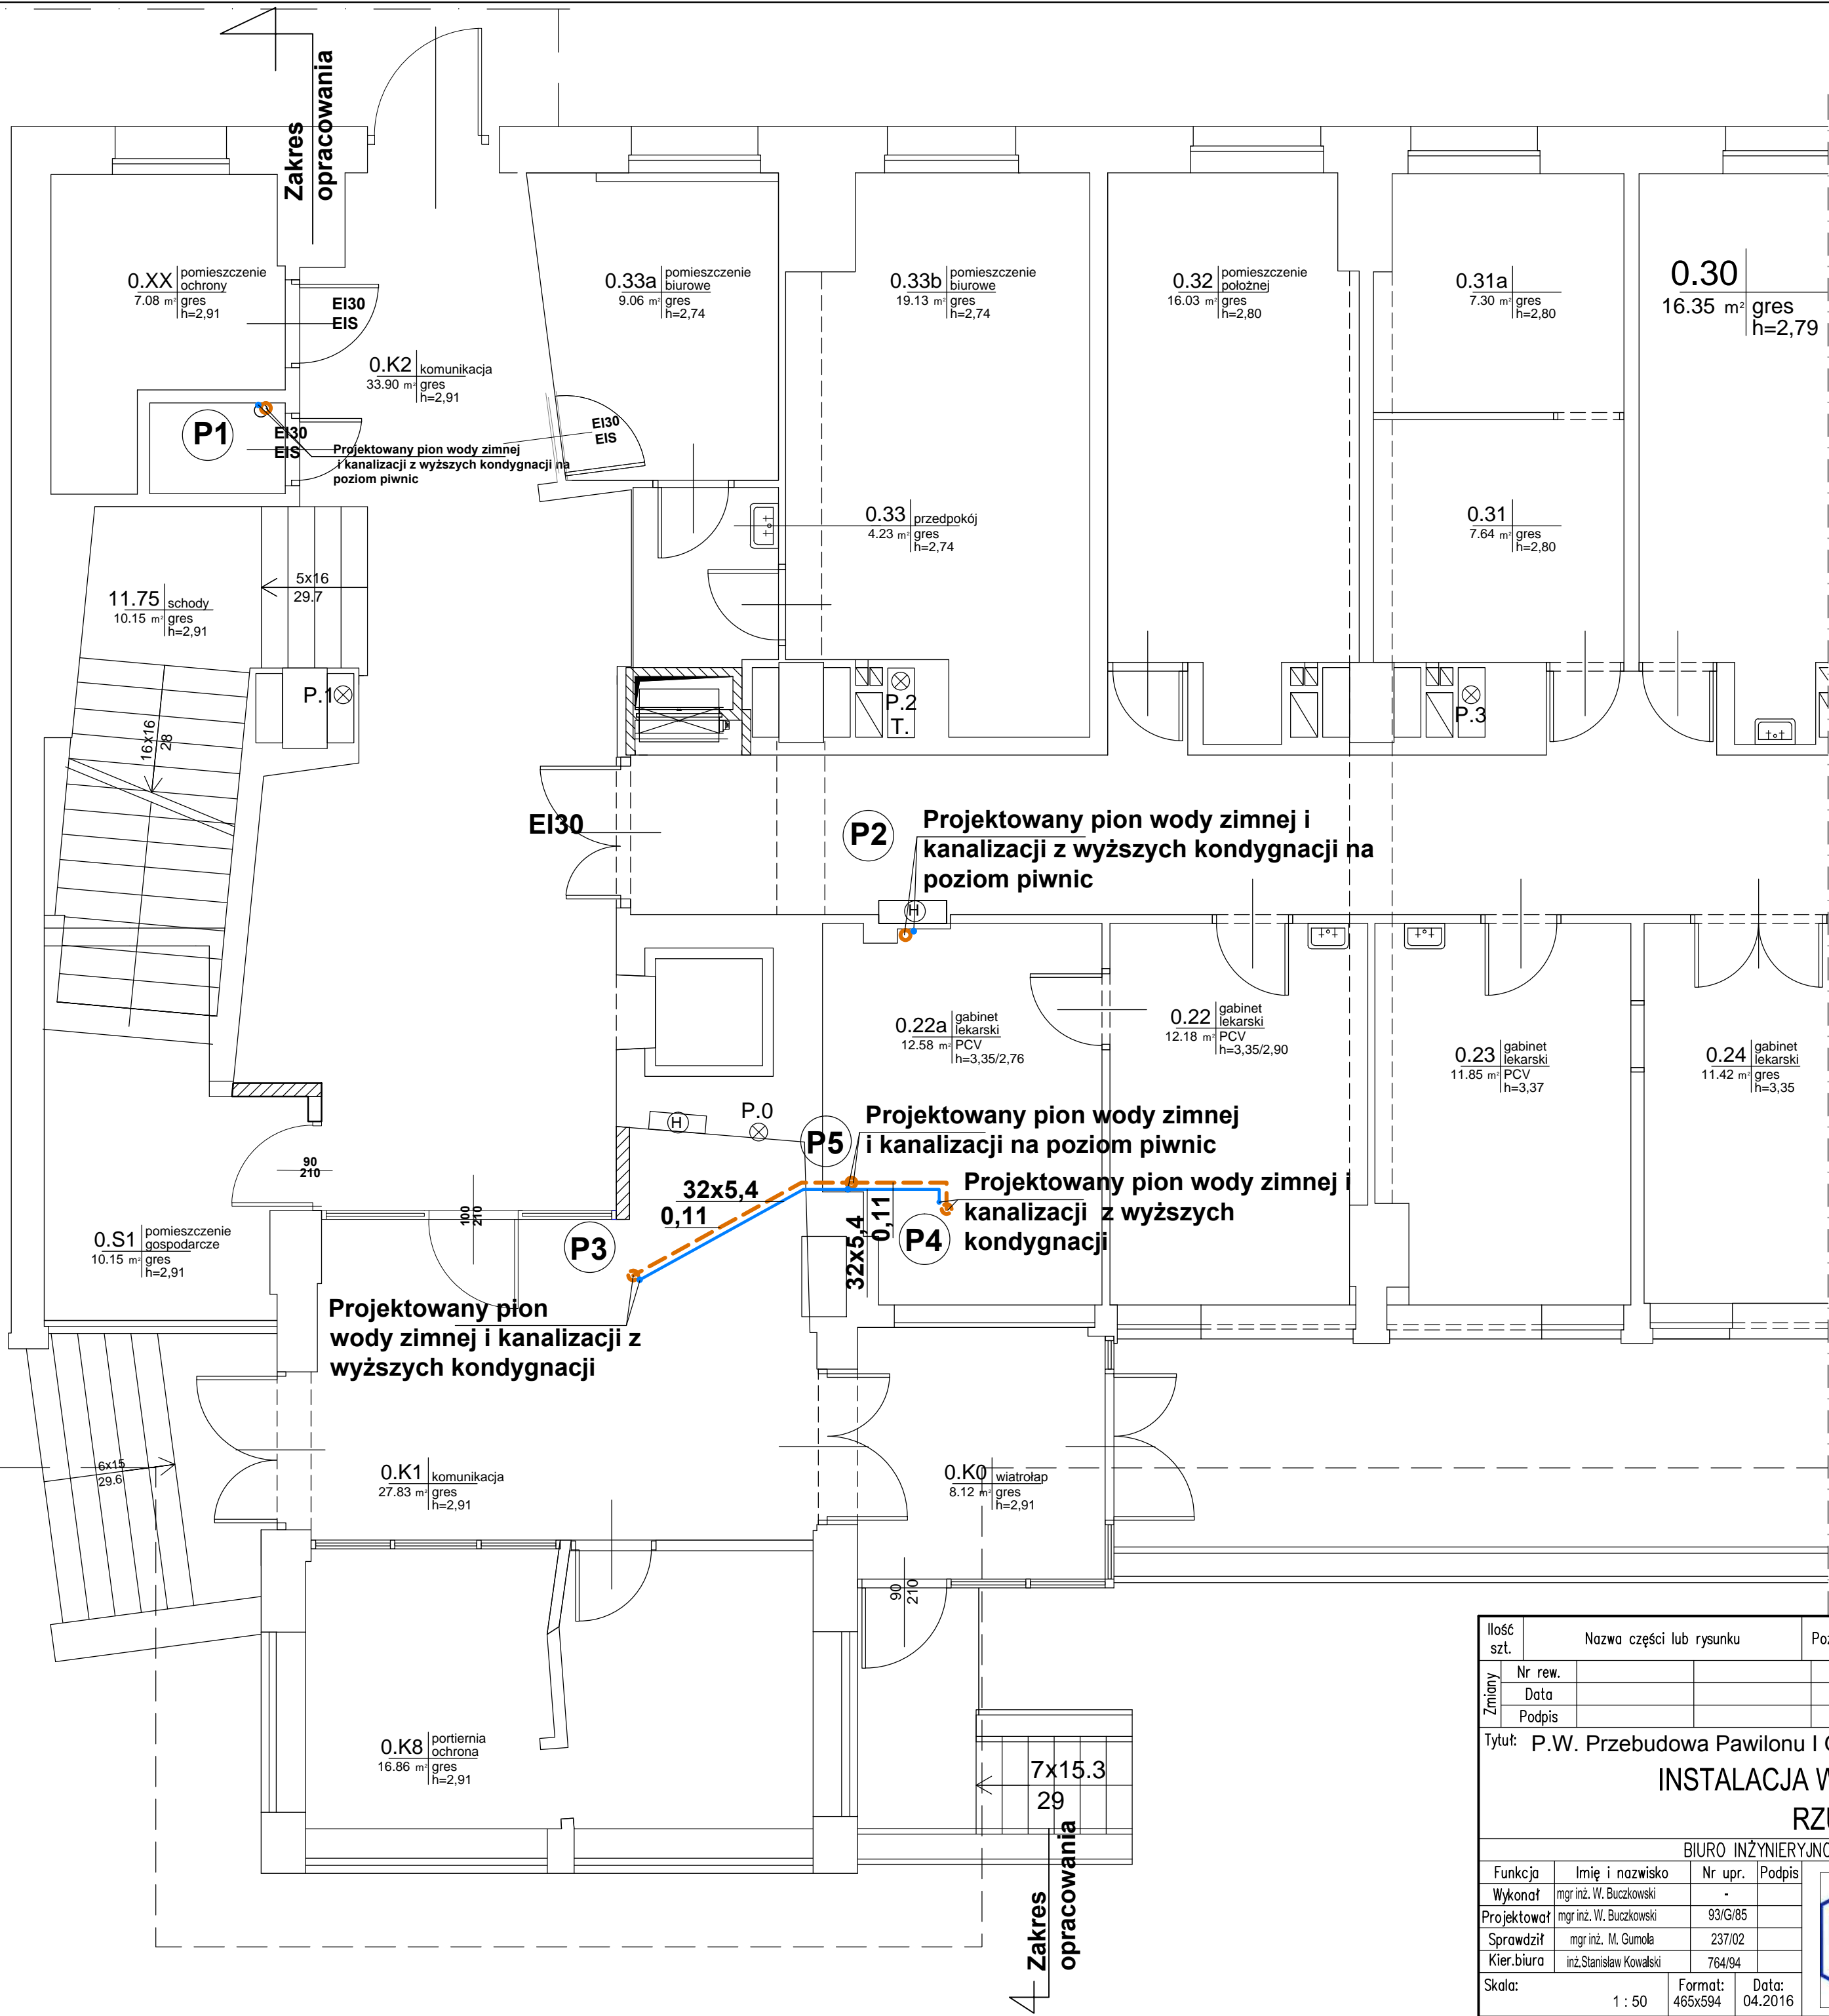 Zakres
opracowania
0.XX pomieszczenie
ochrony
7.08 m² gres
h=2,91
EI30
EIS
0.K2 komunikacja
33.90 m² gres
h=2,91
0.33a pomieszczenie
biurowe
9.06 m² gres
h=2,74
0.33b pomieszczenie
biurowe
19.13 m² gres
h=2,74
0.32 pomieszczenie
położnej
16.03 m² gres
h=2,80
0.31a
7.30 m² gres
h=2,80
0.30
16.35 m² gres
h=2,79
P1
EI30
EIS
EI30
EIS
Projektowany pion wody zimnej
i kanalizacji z wyższych kondygnacji na
poziom piwnic
0.33 przedpokój
4.23 m² gres
h=2,74
0.31
7.64 m² gres
h=2,80
5x16
29.7
11.75 schody
10.15 m² gres
h=2,91
16x16
28
P.1
P.2
T.
P.3
EI30
P2
Projektowany pion wody zimnej i
kanalizacji z wyższych kondygnacji na
poziom piwnic
H
0.22a gabinet
lekarski
12.58 m² PCV
h=3,35/2,76
0.22 gabinet
lekarski
12.18 m² PCV
h=3,35/2,90
0.23 gabinet
lekarski
11.85 m² PCV
h=3,37
0.24 gabinet
lekarski
11.42 m² gres
h=3,35
H
P.0
P5
Projektowany pion wody zimnej
i kanalizacji na poziom piwnic
90
210
100
210
32x5,4
0,11
32x5,4
0,11
P4
Projektowany pion wody zimnej i
kanalizacji z wyższych
kondygnacji
0.S1 pomieszczenie
gospodarcze
10.15 m² gres
h=2,91
P3
Projektowany pion
wody zimnej i kanalizacji z
wyższych kondygnacji
6x15
29.6
0.K1 komunikacja
27.83 m² gres
h=2,91
0.K0 wiatrołap
8.12 m² gres
h=2,91
90
210
0.K8 portiernia
ochrona
16.86 m² gres
h=2,91
7x15.3
29
Zakres
opracowania
Ilość
szt.
Nazwa części lub rysunku
Zmiany
Nr rew.
Data
Podpis
Tytuł: P.W. Przebudowa Pawilonu I
INSTALACJA
BIURO
Funkcja Imię i nazwisko Nr upr. Podpis
Wykonał mgr inż. W. Buczkowski -
Projektował mgr inż. W. Buczkowski 93/G/85
Sprawdził mgr inż. M. Gumola 237/02
Kier.biura inż.Stanisław Kowalski 764/94
Skala: Format: Data:
1 : 50 465x594 04.2016